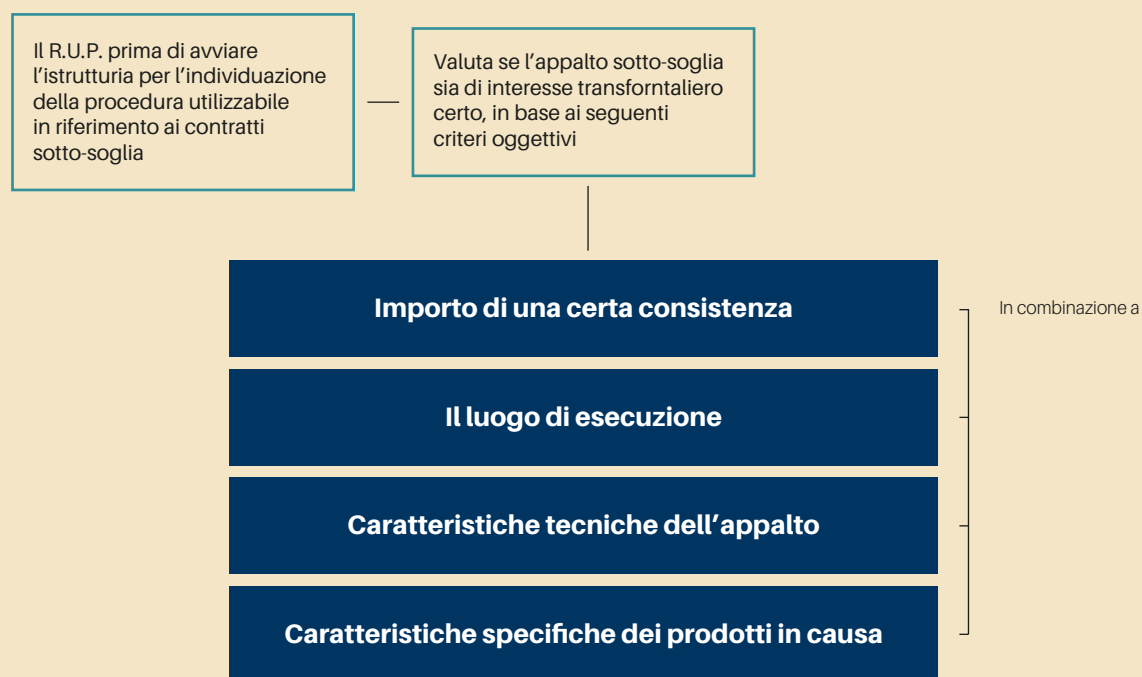 Il R.U.P. prima di avviare
l'istrutturia per l'individuazione
della procedura utilizzabile
in riferimento ai contratti
sotto-soglia
Valuta se l'appalto sotto-soglia
sia di interesse transforntaliero
certo, in base ai seguenti
criteri oggettivi
Importo di una certa consistenza
In combinazione a
Il luogo di esecuzione
Caratteristiche tecniche dell'appalto
Caratteristiche specifiche dei prodotti in causa